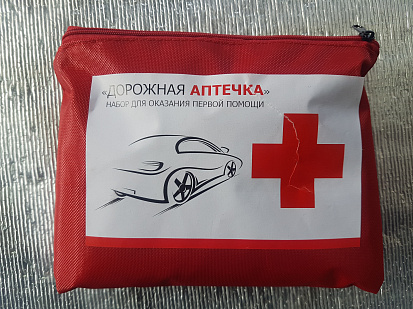 «ДОРОЖНАЯ АПТЕЧКА»
НАБОР ДЛЯ ОКАЗАНИЯ ПЕРВОЙ ПОМОЩИ